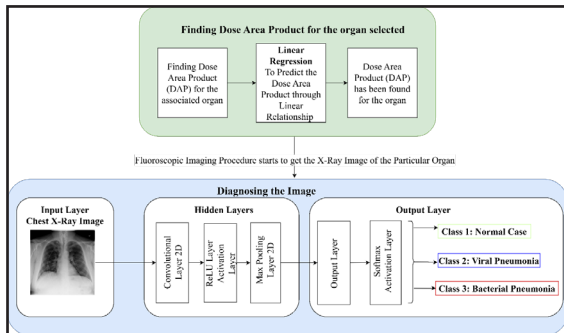 Finding Dose Area Product for the organ selected
Finding Dose
Area Product
(DAP) for the
associated organ
Linear
Regression
To Predict the
Dose Area
Product through
Linear
Relationship
Dose Area
Product (DAP)
has been found
for the organ
Fluoroscopic Imaging Procedure starts to get the X-Ray Image of the Particular Organ
Diagnosing the Image
Input Layer
Chest X-Ray Image
Hidden Layers
Convolutional
Layer 2D
ReLU Layer
Activation
Layer
Max Pooling
Layer 2D
Output Layer
Output Layer
Softmax
Activation Layer
Class 1: Normal Case
Class 2: Viral Pneumonia
Class 3: Bacterial Pneumonia